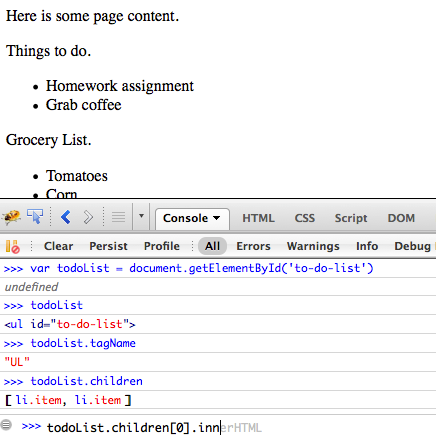 Here is some page content.
Things to do.
• Homework assignment
• Grab coffee
Grocery List.
• Tomatoes
• Corn
Console HTML CSS Script DOM
Clear Persist Profile All Errors Warnings Info Debug
>>> var todoList = document.getElementById('to-do-list')
undefined
>>> todoList
<ul id="to-do-list">
>>> todoList.tagName
"UL"
>>> todoList.children
[ li.item, li.item ]
>>> todoList.children[0].innerHTML